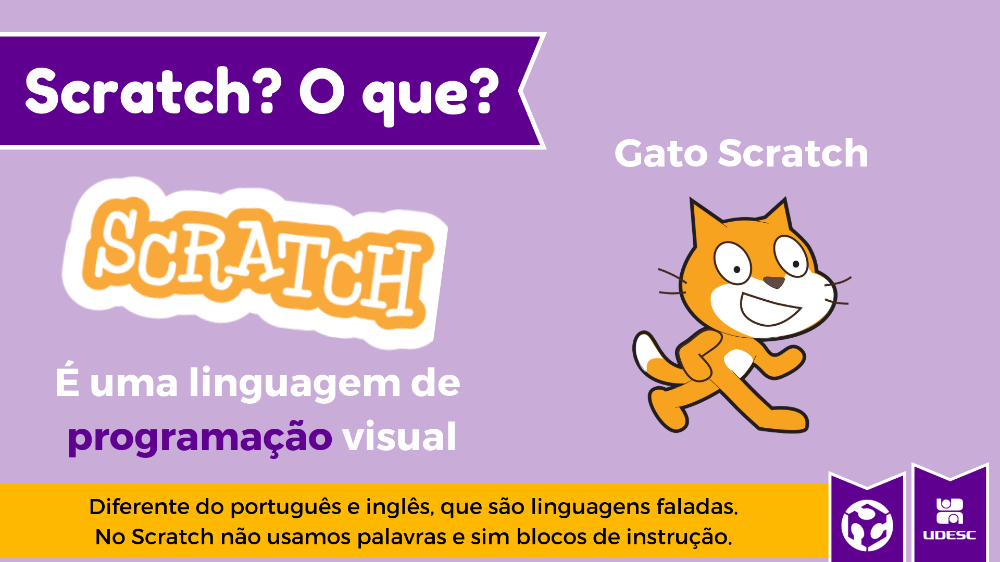 Scratch? O que?
Gato Scratch
SCRATCH
É uma linguagem de
programação visual
Diferente do português e inglês, que são linguagens faladas.
No Scratch não usamos palavras e sim blocos de instrução.
UDESC